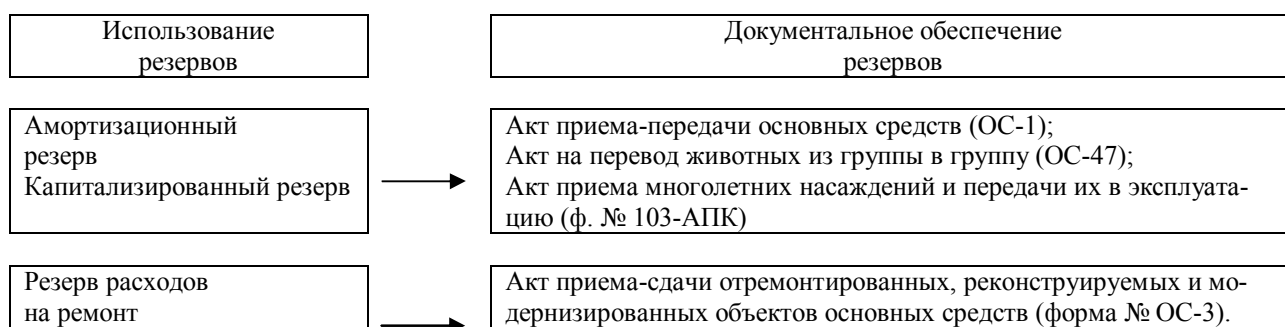 Использование
резервов
Документальное обеспечение
резервов
Амортизационный
резерв
Капитализированный резерв
Акт приема-передачи основных средств (ОС-1);
Акт на перевод животных из группы в группу (ОС-47);
Акт приема многолетних насаждений и передачи их в эксплуата-
цию (ф. № 103-АПК)
Резерв расходов
на ремонт
Акт приема-сдачи отремонтированных, реконструируемых и мо-
дернизированных объектов основных средств (форма № ОС-3).